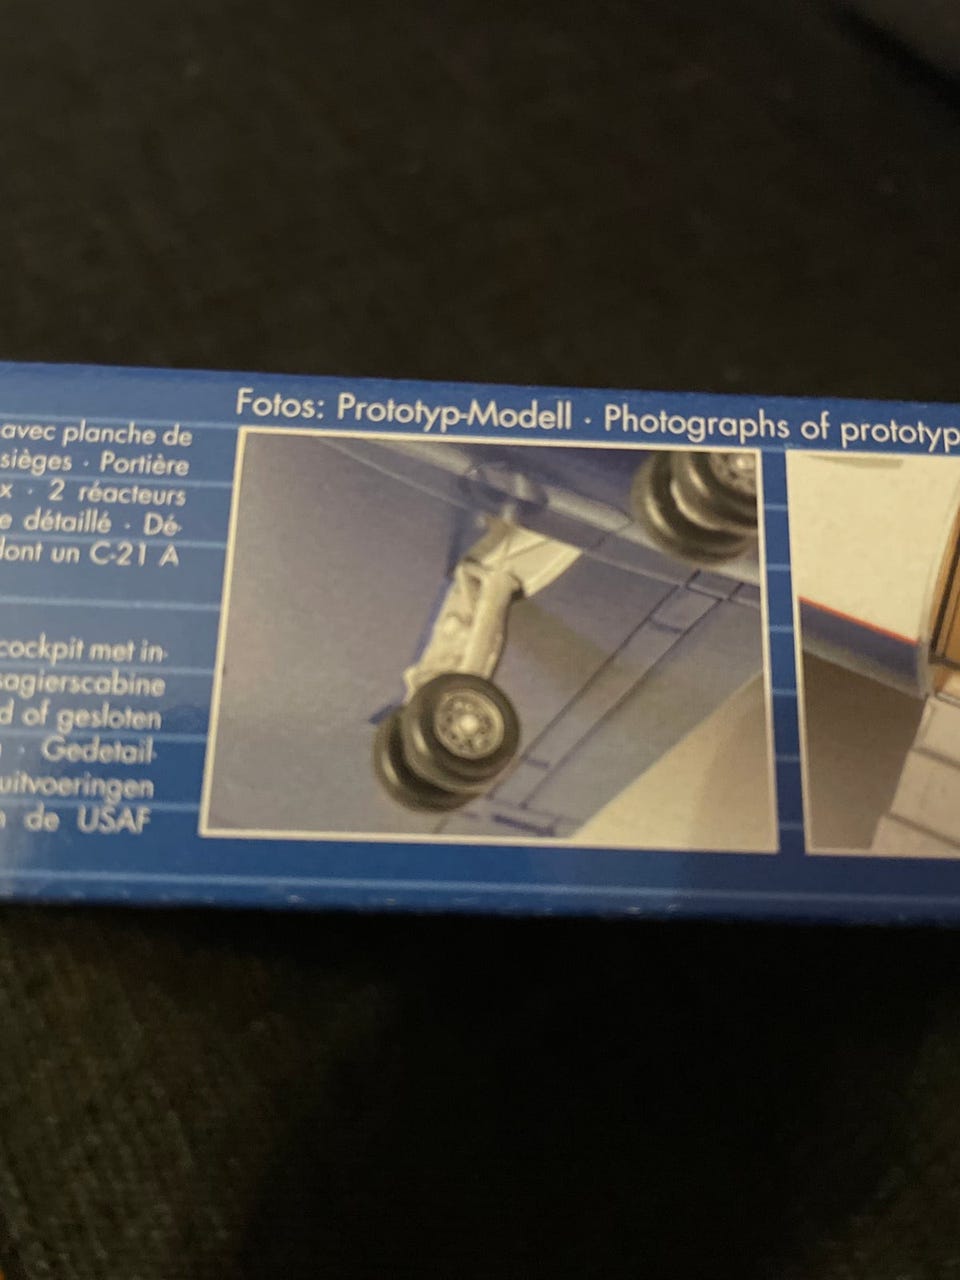 Fotos: Prototyp-Modell · Photographs of prototyp
avec planche de
sièges · Portière
x · 2 réacteurs
e détaillé · Dé-
dont un C-21 A
cockpit met in-
sagierscabine
d of gesloten
· Gedetail-
uitvoeringen
n de USAF